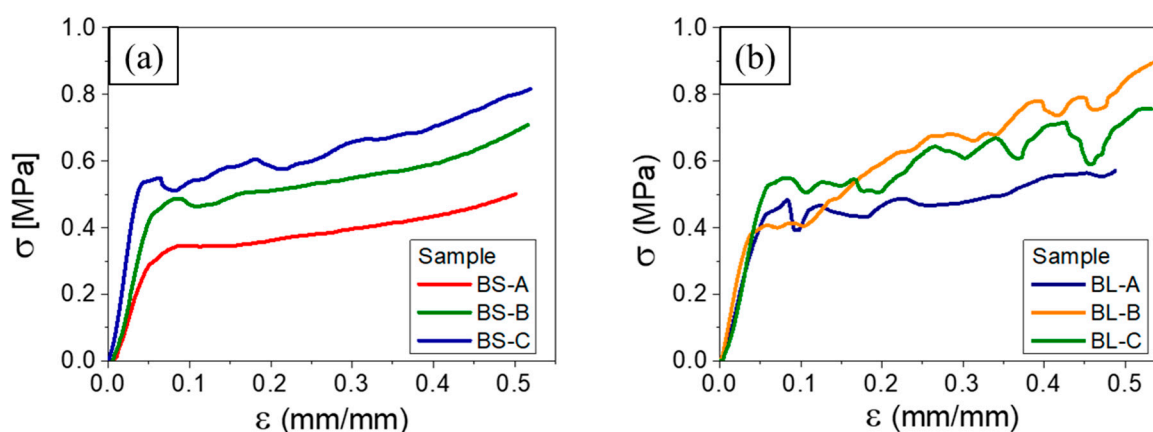 (a)
σ [MPa]
1.0
0.8
0.6
0.4
0.2
0.0
0.0 0.1 0.2 0.3 0.4 0.5
ε (mm/mm)
Sample
BS-A
BS-B
BS-C
(b)
σ (MPa)
1.0
0.8
0.6
0.4
0.2
0.0
0.0 0.1 0.2 0.3 0.4 0.5
ε (mm/mm)
Sample
BL-A
BL-B
BL-C